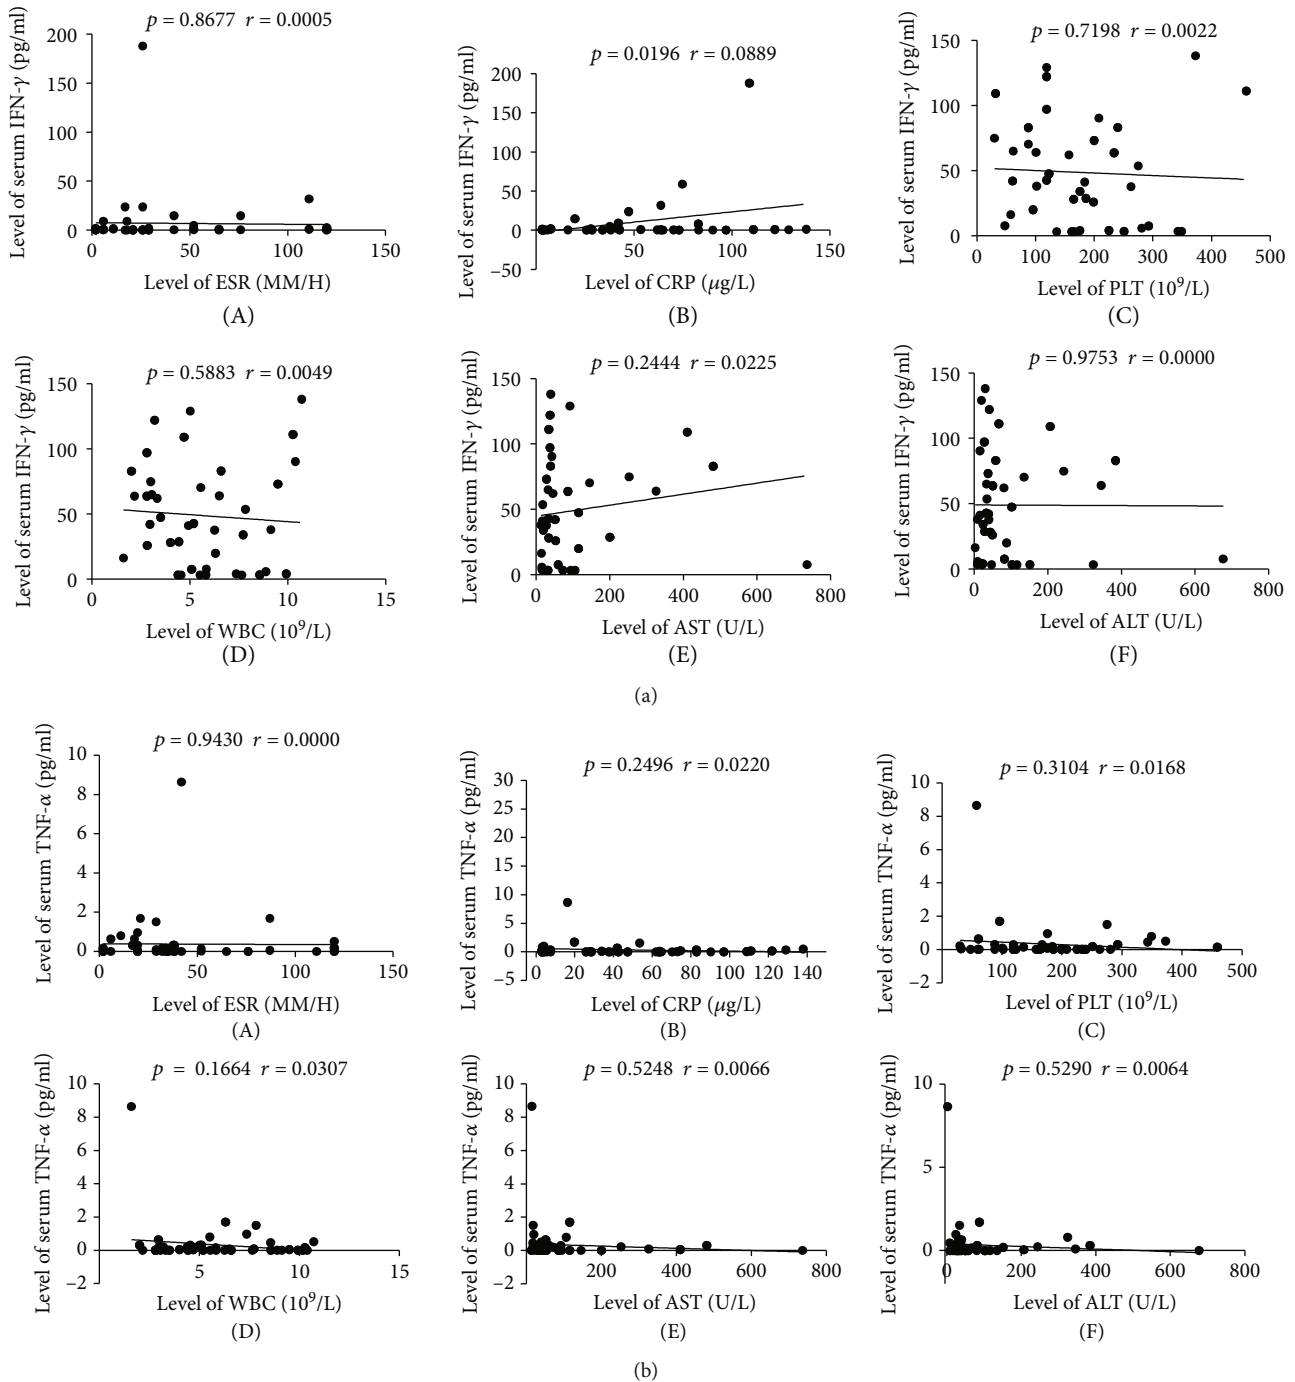 p = 0.8677 r = 0.0005
Level of serum IFN-γ (pg/ml)
200
150
100
50
0
0 50 100 150
Level of ESR (MM/H)
(A)
p = 0.0196 r = 0.0889
Level of serum IFN-γ (pg/ml)
200
150
100
50
0
−50
50 100 150
Level of CRP (μg/L)
(B)
p = 0.7198 r = 0.0022
Level of serum IFN-γ (pg/ml)
150
100
50
0
0 100 200 300 400 500
Level of PLT (10⁹/L)
(C)
p = 0.5883 r = 0.0049
Level of serum IFN-γ (pg/ml)
150
100
50
0
0 5 10 15
Level of WBC (10⁹/L)
(D)
p = 0.2444 r = 0.0225
Level of serum IFN-γ (pg/ml)
150
100
50
0
0 200 400 600 800
Level of AST (U/L)
(E)
p = 0.9753 r = 0.0000
Level of serum IFN-γ (pg/ml)
150
100
50
0
0 200 400 600 800
Level of ALT (U/L)
(F)
(a)
p = 0.9430 r = 0.0000
Level of serum TNF-α (pg/ml)
10
8
6
4
2
0
0 50 100 150
Level of ESR (MM/H)
(A)
p = 0.2496 r = 0.0220
Level of serum TNF-α (pg/ml)
30
25
20
15
10
5
0
−5
0 20 40 60 80 100 120 140
Level of CRP (μg/L)
(B)
p = 0.3104 r = 0.0168
Level of serum TNF-α (pg/ml)
10
8
6
4
2
0
−2
100 200 300 400 500
Level of PLT (10⁹/L)
(C)
p = 0.1664 r = 0.0307
Level of serum TNF-α (pg/ml)
10
8
6
4
2
0
−2
5 10 15
Level of WBC (10⁹/L)
(D)
p = 0.5248 r = 0.0066
Level of serum TNF-α (pg/ml)
10
8
6
4
2
0
−2
200 400 600 800
Level of AST (U/L)
(E)
p = 0.5290 r = 0.0064
Level of serum TNF-α (pg/ml)
10
5
0
0 200 400 600 800
Level of ALT (U/L)
(F)
(b)